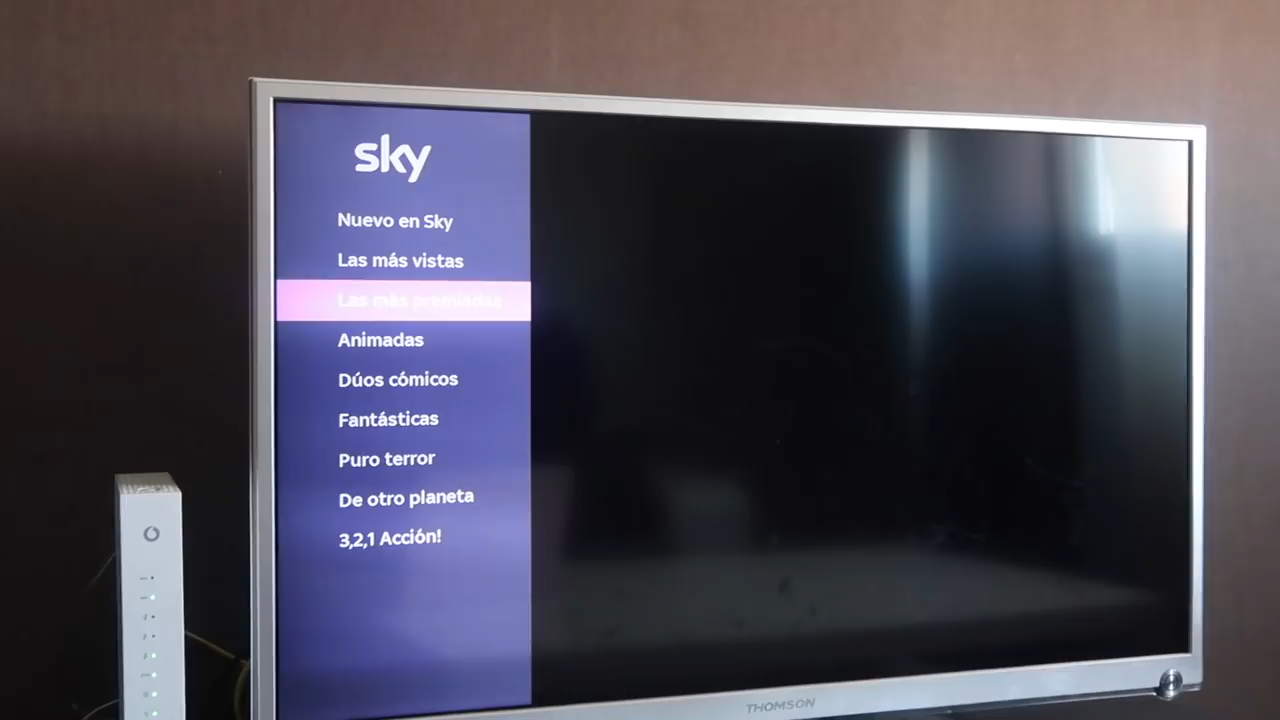 sky
Nuevo en Sky
Las más vistas
Las más premiadas
Animadas
Dúos cómicos
Fantásticas
Puro terror
De otro planeta
3,2,1 Acción!
THOMSON